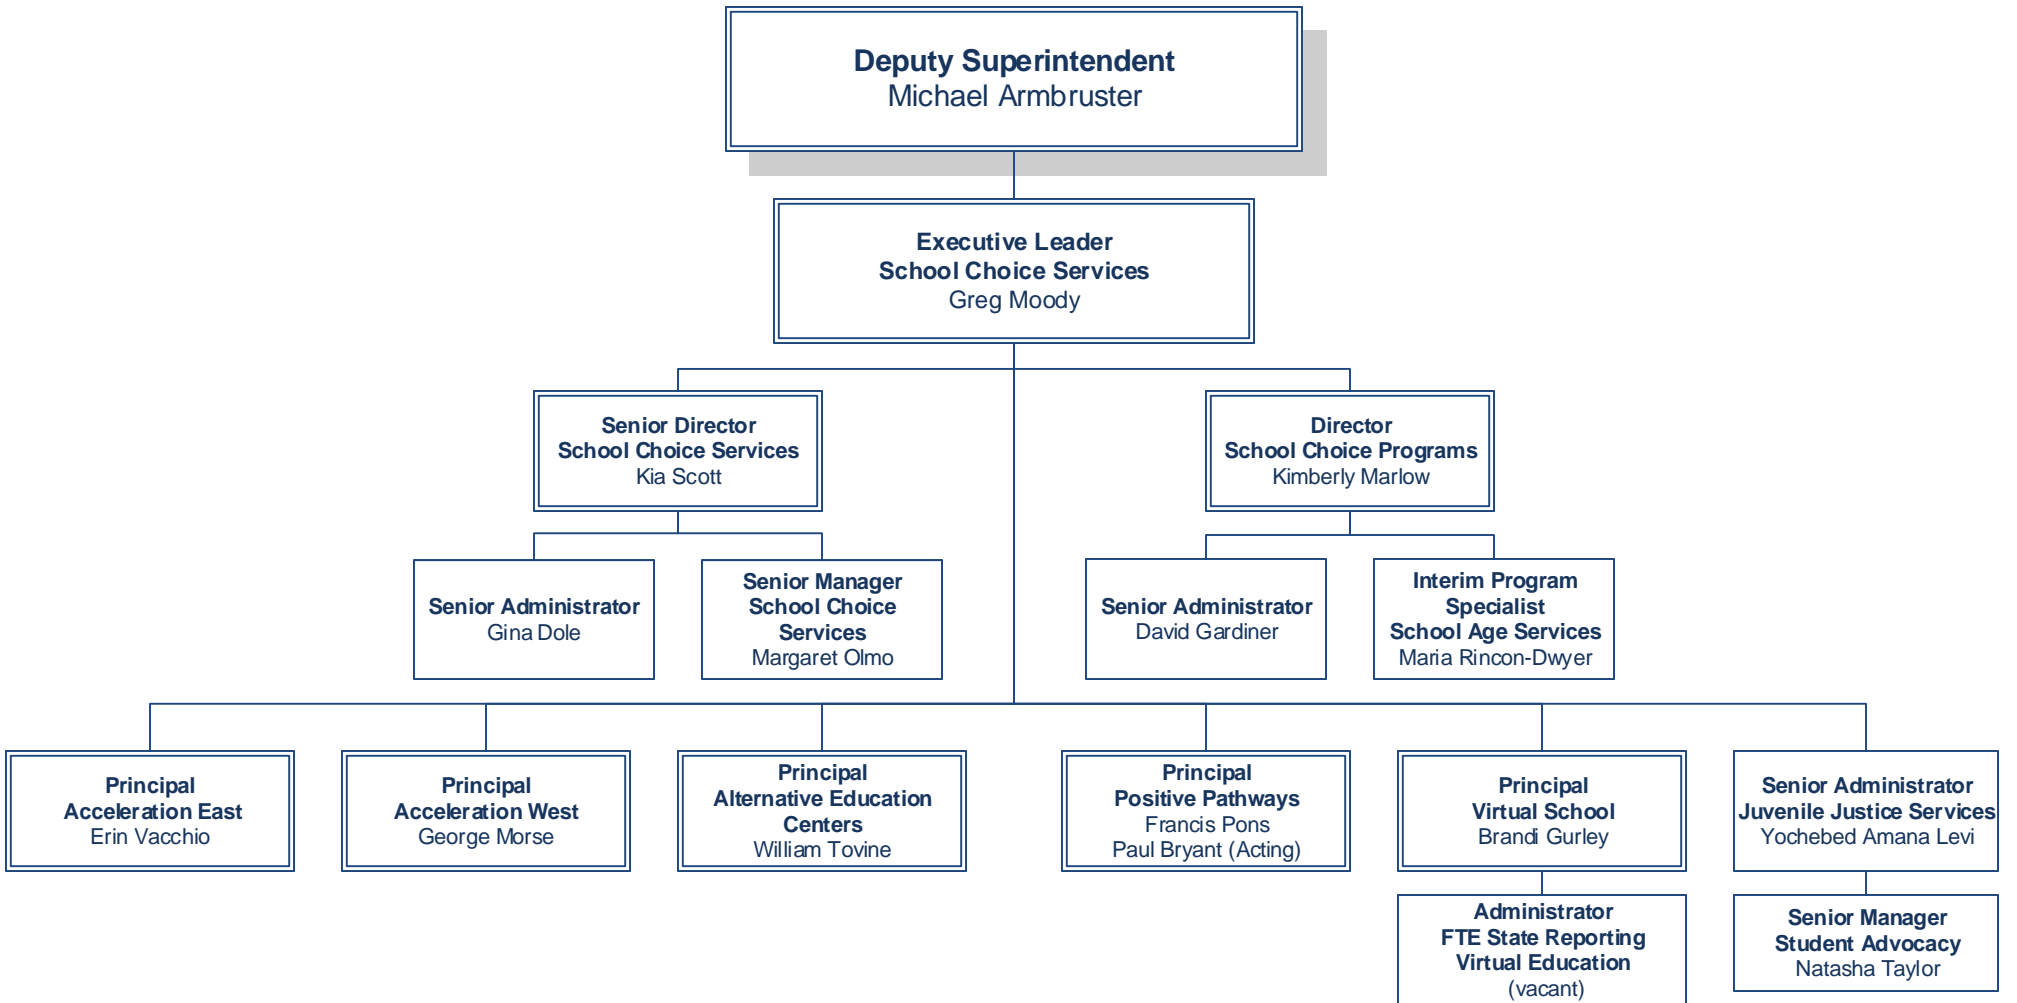 Deputy Superintendent
Michael Armbruster
Executive Leader
School Choice Services
Greg Moody
Senior Director
School Choice Services
Kia Scott
Director
School Choice Programs
Kimberly Marlow
Senior Administrator
Gina Dole
Senior Manager
School Choice
Services
Margaret Olmo
Senior Administrator
David Gardiner
Interim Program
Specialist
School Age Services
Maria Rincon-Dwyer
Principal
Acceleration East
Erin Vacchio
Principal
Acceleration West
George Morse
Principal
Alternative Education
Centers
William Tovine
Principal
Positive Pathways
Francis Pons
Paul Bryant (Acting)
Principal
Virtual School
Brandi Gurley
Senior Administrator
Juvenile Justice Services
Yochebed Amana Levi
Administrator
FTE State Reporting
Virtual Education
(vacant)
Senior Manager
Student Advocacy
Natasha Taylor